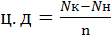 ц. д = (Nк−Nн)/n